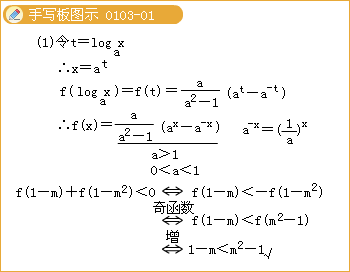 手写板图示 0103-01
(1)令t=log_a x
∴x=a^t
f(log_a x)=f(t)=a/(a²-1) (a^t-a^-t)
∴f(x)=a/(a²-1) (a^x-a^-x) a^-x=(1/a)^x
a>1
0<a<1
f(1-m)+f(1-m²)<0 ⇔ f(1-m)<-f(1-m²)
奇函数
⇔ f(1-m)<f(m²-1)
增
⇔ 1-m<m²-1√